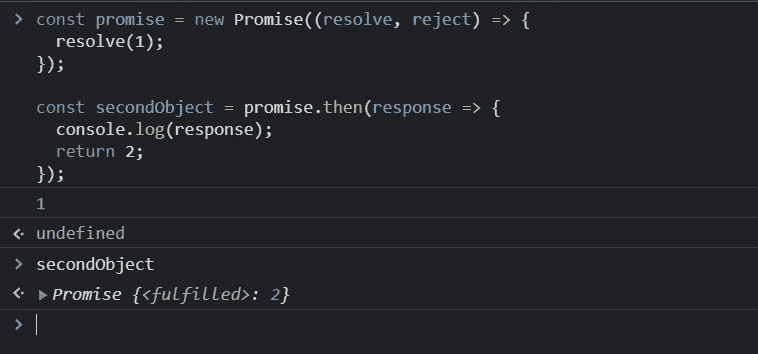 > const promise = new Promise((resolve, reject) => {
    resolve(1);
  });

  const secondObject = promise.then(response => {
    console.log(response);
    return 2;
  });
  1
<· undefined
> secondObject
<· ▶ Promise {<fulfilled>: 2}
>